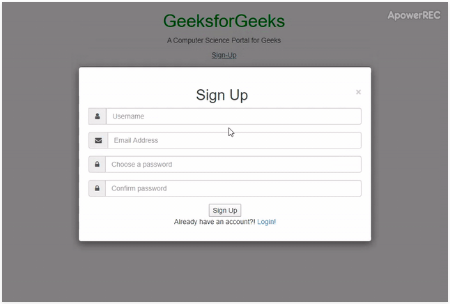 ApowerREC
GeeksforGeeks
A Computer Science Portal for Geeks
Sign-Up
Sign Up
×
Username
Email Address
Choose a password
Confirm password
Sign Up
Already have an account?! Login!